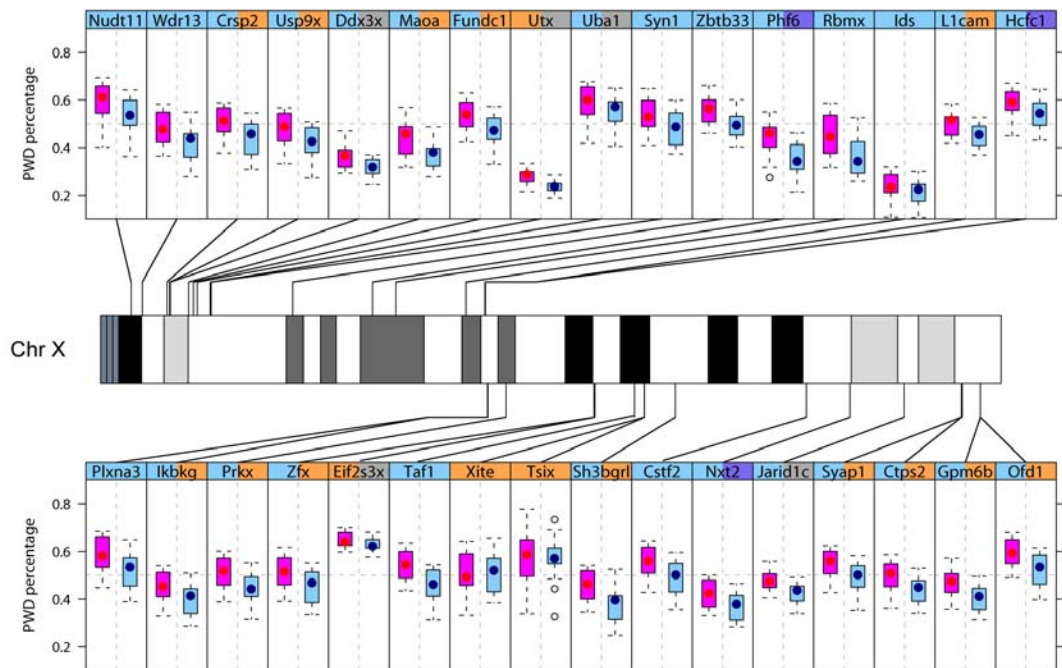 Nudt11 Wdr13 Crsp2 Usp9x Ddx3x Maoa Fundc1 Utx Uba1 Syn1 Zbtb33 Phf6 Rbmx Ids L1cam Hcfc1
PWD percentage
0.8
0.6
0.4
0.2
Chr X
Plxna3 Ikbkg Prkx Zfx Eif2s3x Taf1 Xite Tsix Sh3bgrl Cstf2 Nxt2 Jarid1c Syap1 Ctps2 Gpm6b Ofd1
PWD percentage
0.8
0.6
0.4
0.2